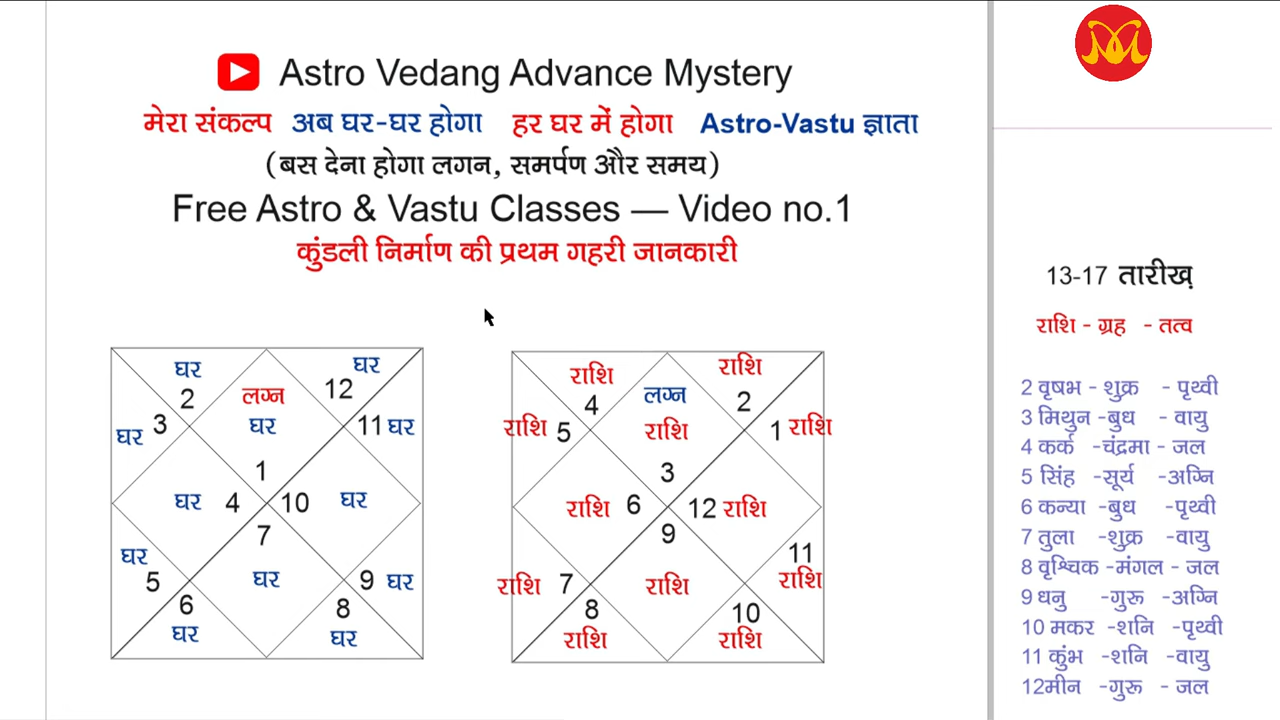 Astro Vedang Advance Mystery
मेरा संकल्प अब घर-घर होगा हर घर में होगा Astro-Vastu ज्ञाता
(बस देना होगा लगन, समर्पण और समय)
Free Astro & Vastu Classes — Video no.1
कुंडली निर्माण की प्रथम गहरी जानकारी
घर घर
2 लग्न 12
घर 3 घर 11 घर
1
घर 4 10 घर
7
घर घर
5 9 घर
6 8
घर घर
राशि राशि
4 लग्न 2
राशि 5 राशि 1 राशि
3
राशि 6 12 राशि
9
11
राशि 7 राशि राशि
8 10
राशि राशि
13-17 तारीख़
राशि - ग्रह - तत्व
2 वृषभ - शुक्र - पृथ्वी
3 मिथुन -बुध - वायु
4 कर्क -चंद्रमा - जल
5 सिंह -सूर्य -अग्नि
6 कन्या -बुध -पृथ्वी
7 तुला -शुक्र -वायु
8 वृश्चिक -मंगल - जल
9 धनु -गुरू -अग्नि
10 मकर -शनि -पृथ्वी
11 कुंभ -शनि -वायु
12मीन -गुरू - जल